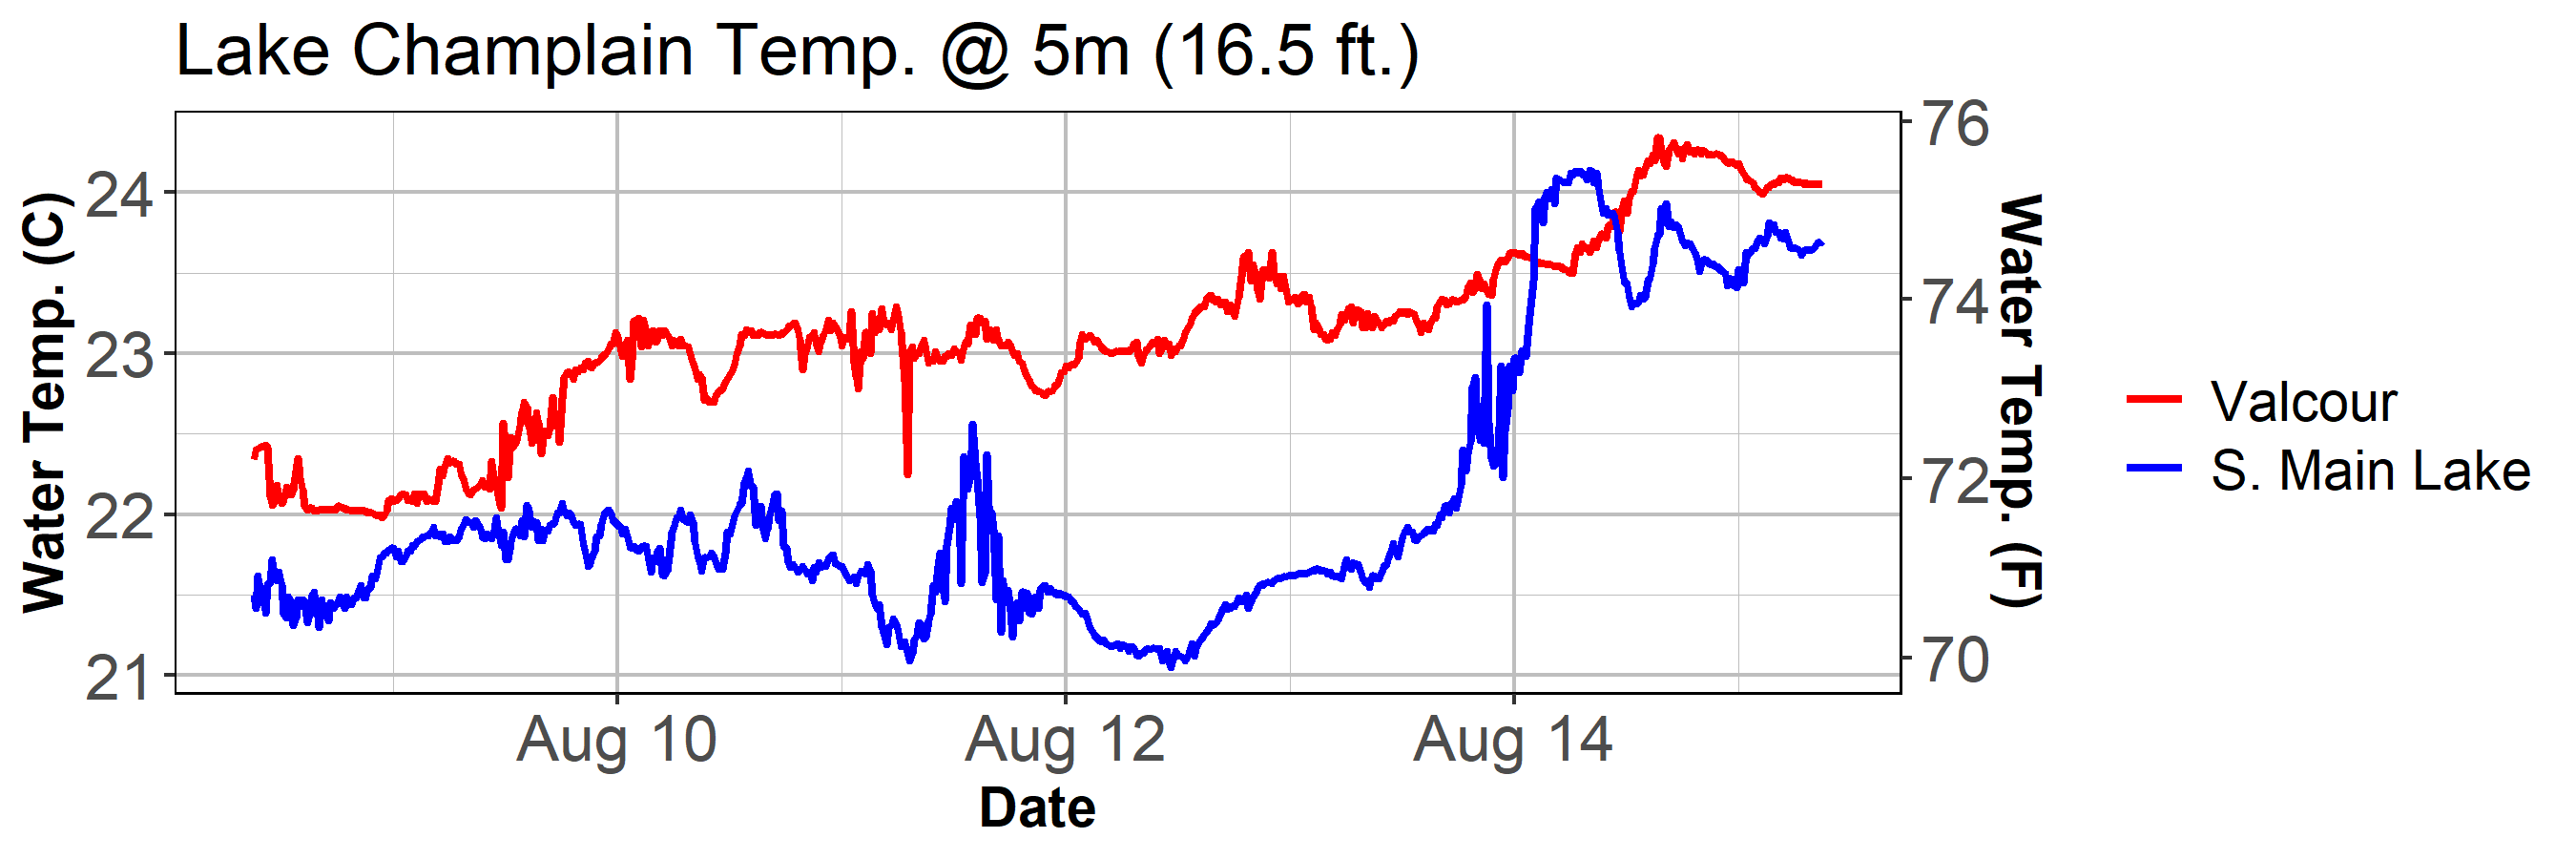 Lake Champlain Temp. @ 5m (16.5 ft.)
Water Temp. (C)
24
23
22
21
76
74
72
70
Water Temp. (F)
Aug 10
Aug 12
Aug 14
Date
Valcour
S. Main Lake